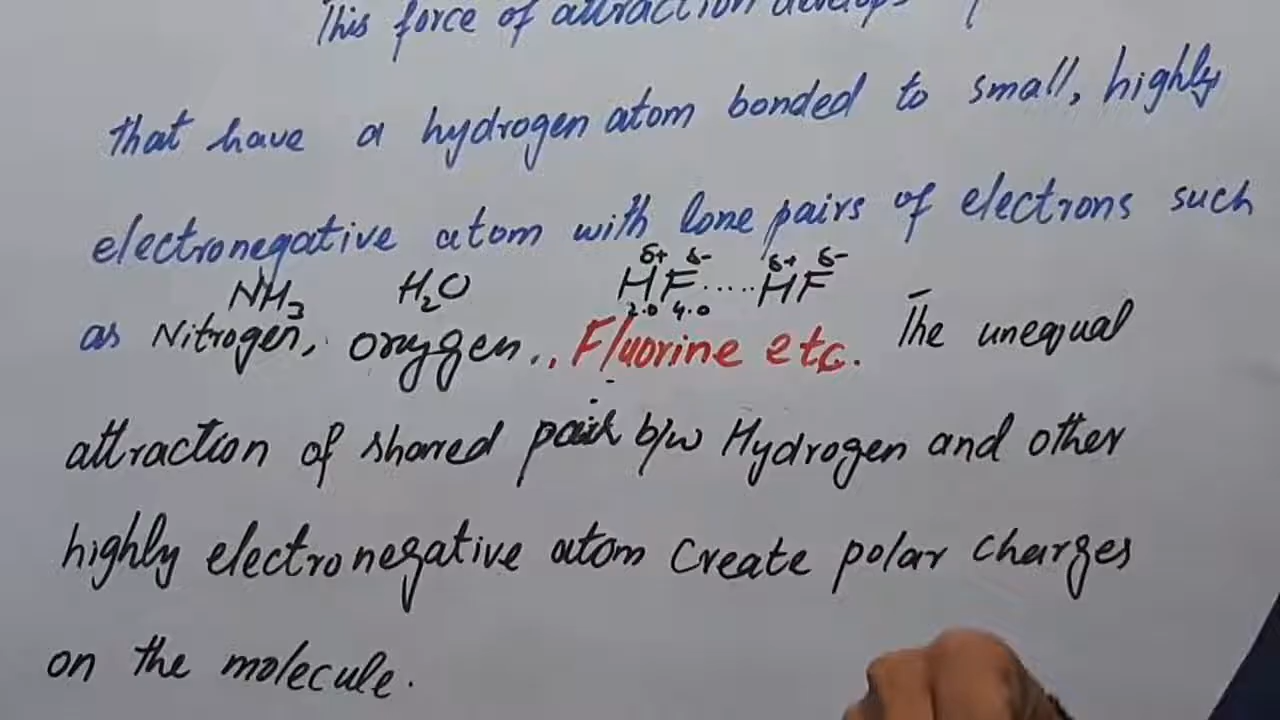 This force of attraction develops
that have a hydrogen atom bonded to small, highly
electronegative atom with lone pairs of electrons such
δ+ δ- δ+ δ-
NH₃ H₂O HF.....HF
2.0 4.0
as Nitrogen, oxygen., Fluorine etc. The unequal
attraction of shared pair b/w Hydrogen and other
highly electronegative atom Create polar charges
on the molecule.